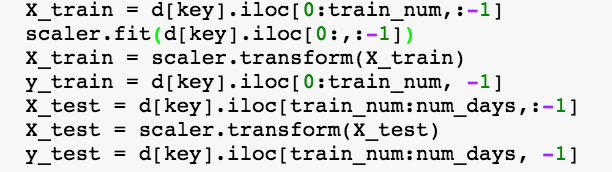 X_train = d[key].iloc[0:train_num,:-1]
scaler.fit(d[key].iloc[0:,:-1])
X_train = scaler.transform(X_train)
y_train = d[key].iloc[0:train_num, -1]
X_test = d[key].iloc[train_num:num_days,:-1]
X_test = scaler.transform(X_test)
y_test = d[key].iloc[train_num:num_days, -1]